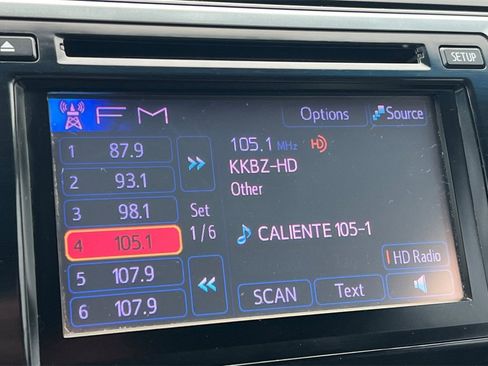 SETUP
FM
Options
Source
1 87.9
2 93.1
3 98.1
4 105.1
5 107.9
6 107.9
Set
1/6
105.1 MHz HD
KKBZ-HD
Other
CALIENTE 105-1
HD Radio
SCAN
Text